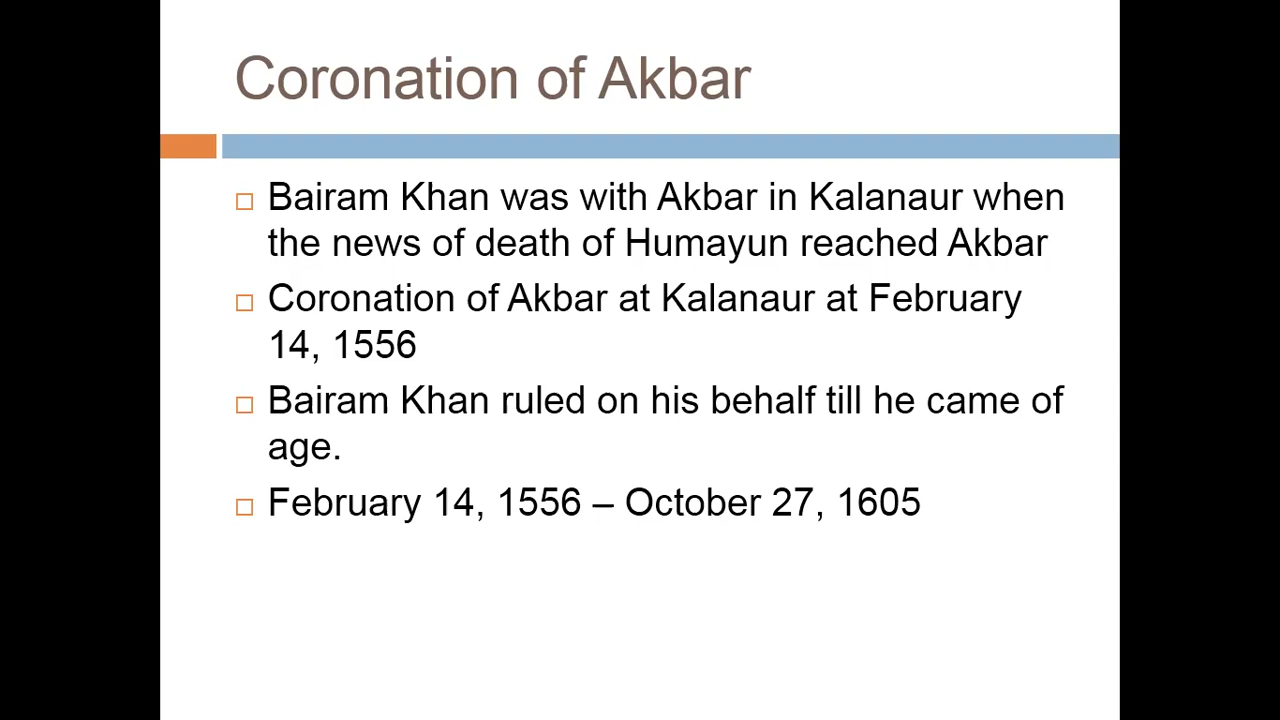 Coronation of Akbar
Bairam Khan was with Akbar in Kalanaur when
the news of death of Humayun reached Akbar
Coronation of Akbar at Kalanaur at February
14, 1556
Bairam Khan ruled on his behalf till he came of
age.
February 14, 1556 – October 27, 1605